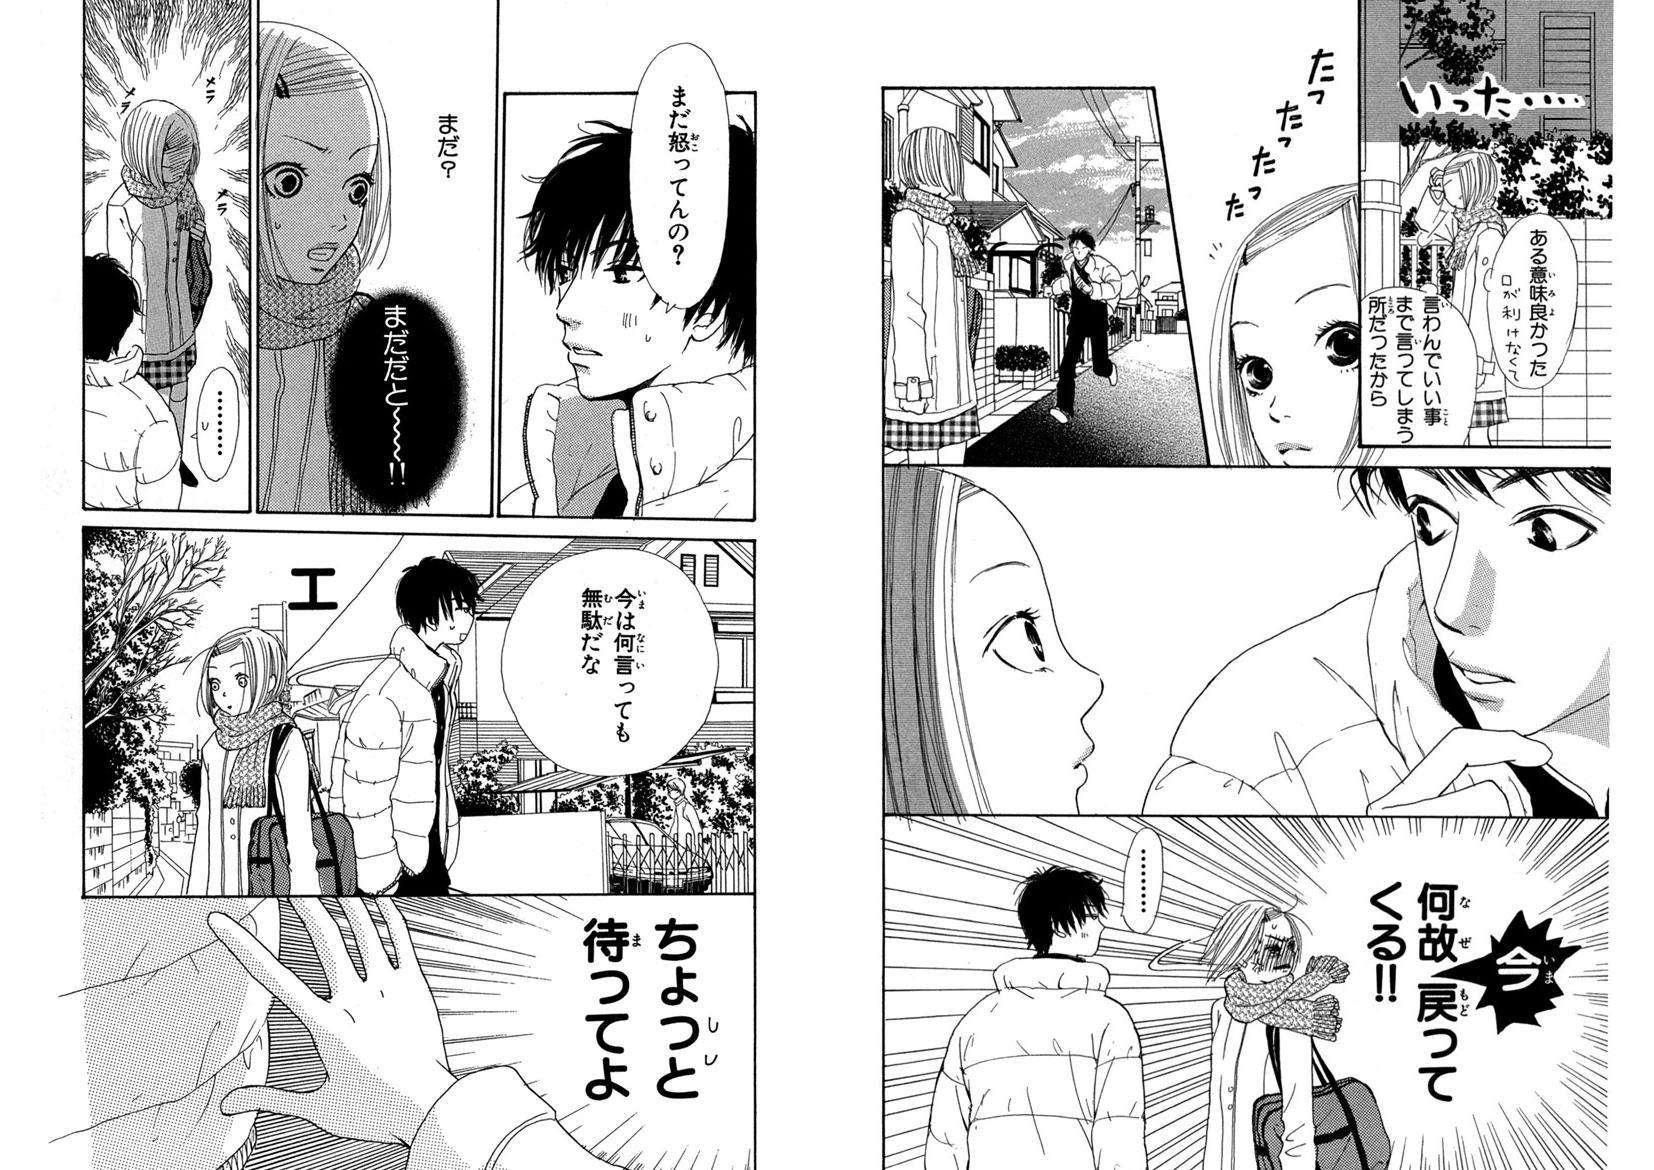 いった‥‥
ある意味良かった
口が利けなくて
言わんでいい事
まで言ってしまう
所だったから
たっ
たっ
たっ
たっ
今
何故戻って
くる!!
………
まだ怒ってんの?
まだ?
まだだと〜〜〜!!
メラ
メラ
………
今は何言っても
無駄だな
エ
ちょっと
待ってよ